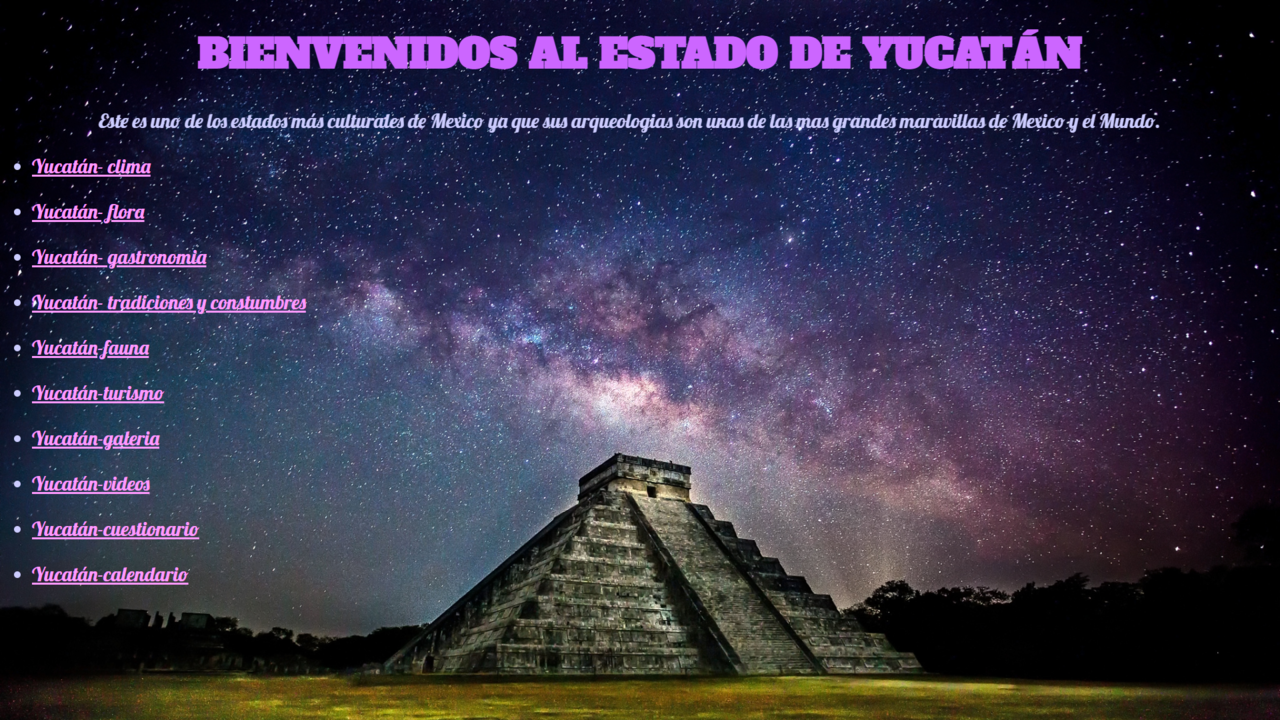 BIENVENIDOS AL ESTADO DE YUCATÁN
Este es uno de los estados más culturales de Mexico ya que sus arqueologias son unas de las mas grandes maravillas de Mexico y el Mundo.
Yucatán- clima
Yucatán- flora
Yucatán- gastronomia
Yucatán- tradiciones y constumbres
Yucatán-fauna
Yucatán-turismo
Yucatán-galeria
Yucatán-videos
Yucatán-cuestionario
Yucatán-calendario